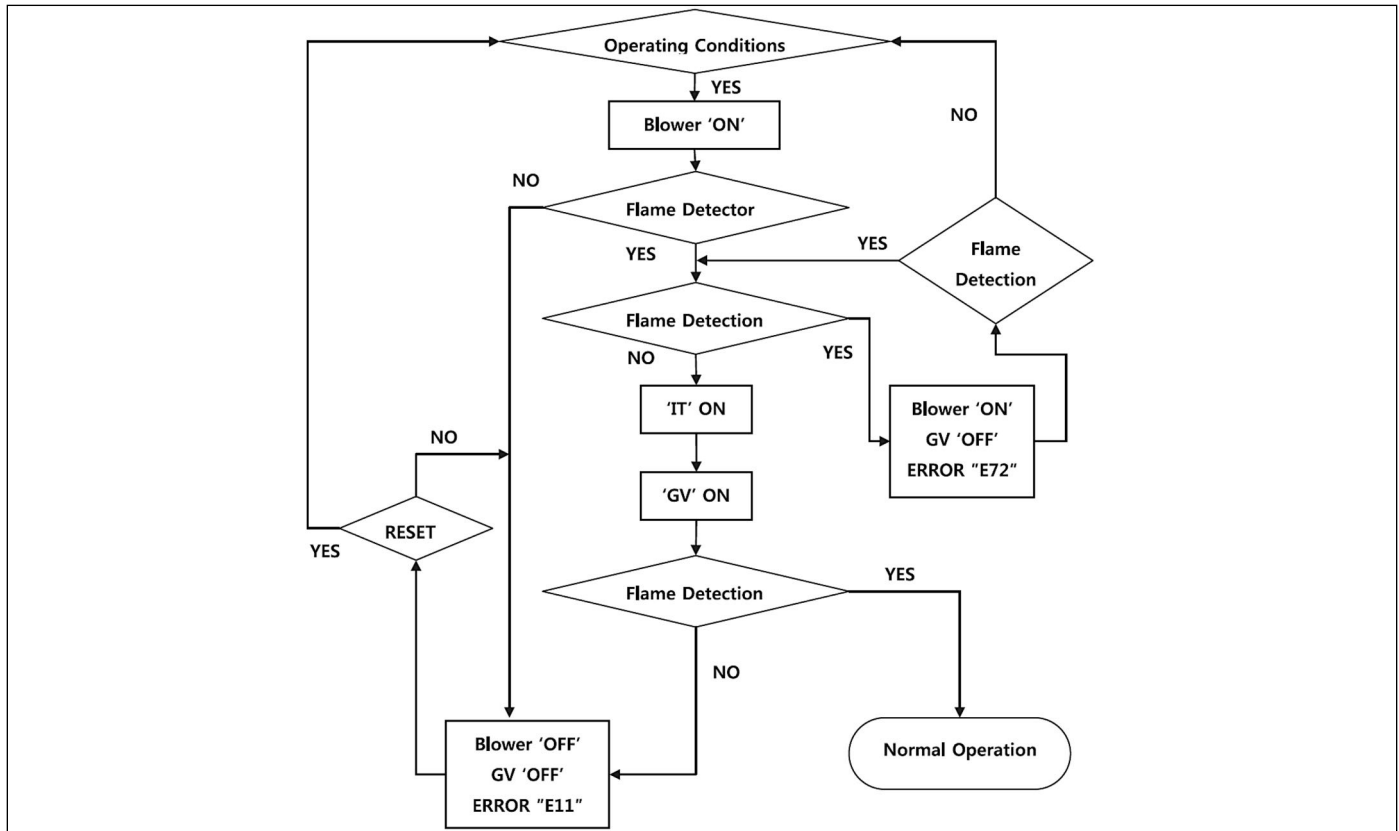 Operating Conditions
YES
NO
Blower ‘ON’
NO
Flame Detector
YES
YES
Flame
Detection
Flame Detection
NO
YES
‘IT’ ON
Blower ‘ON’
GV ‘OFF’
ERROR "E72"
NO
‘GV’ ON
RESET
YES
Flame Detection
YES
NO
Blower ‘OFF’
GV ‘OFF’
ERROR "E11"
Normal Operation